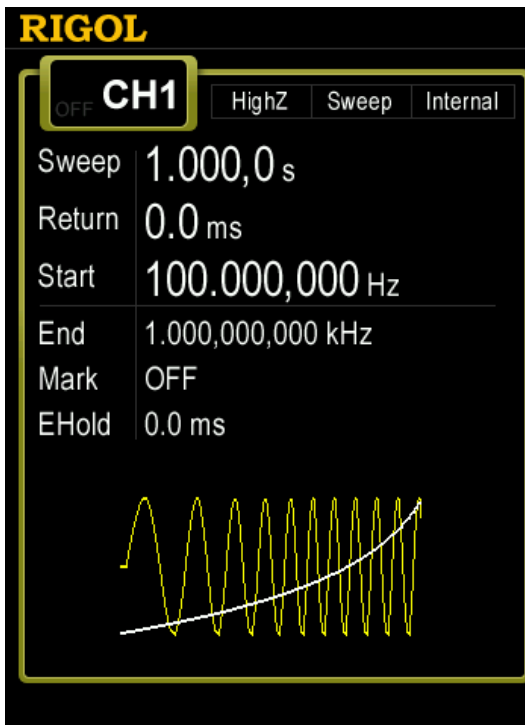 RIGOL
OFF CH1 HighZ Sweep Internal
Sweep 1.000,0 s
Return 0.0 ms
Start 100.000,000 Hz
End 1.000,000,000 kHz
Mark OFF
EHold 0.0 ms